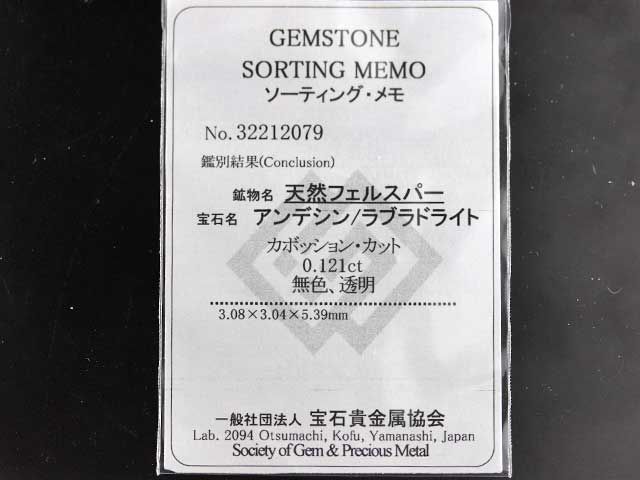 GEMSTONE
SORTING MEMO
ソーティング・メモ
No. 32212079
鑑別結果(Conclusion)
鉱物名 天然フェルスパー
宝石名 アンデシン/ラブラドライト
カボッション・カット
0.121ct
無色、透明
3.08×3.04×5.39mm
一般社団法人 宝石貴金属協会
Lab. 2094 Otsumachi, Kofu, Yamanashi, Japan
Society of Gem & Precious Metal